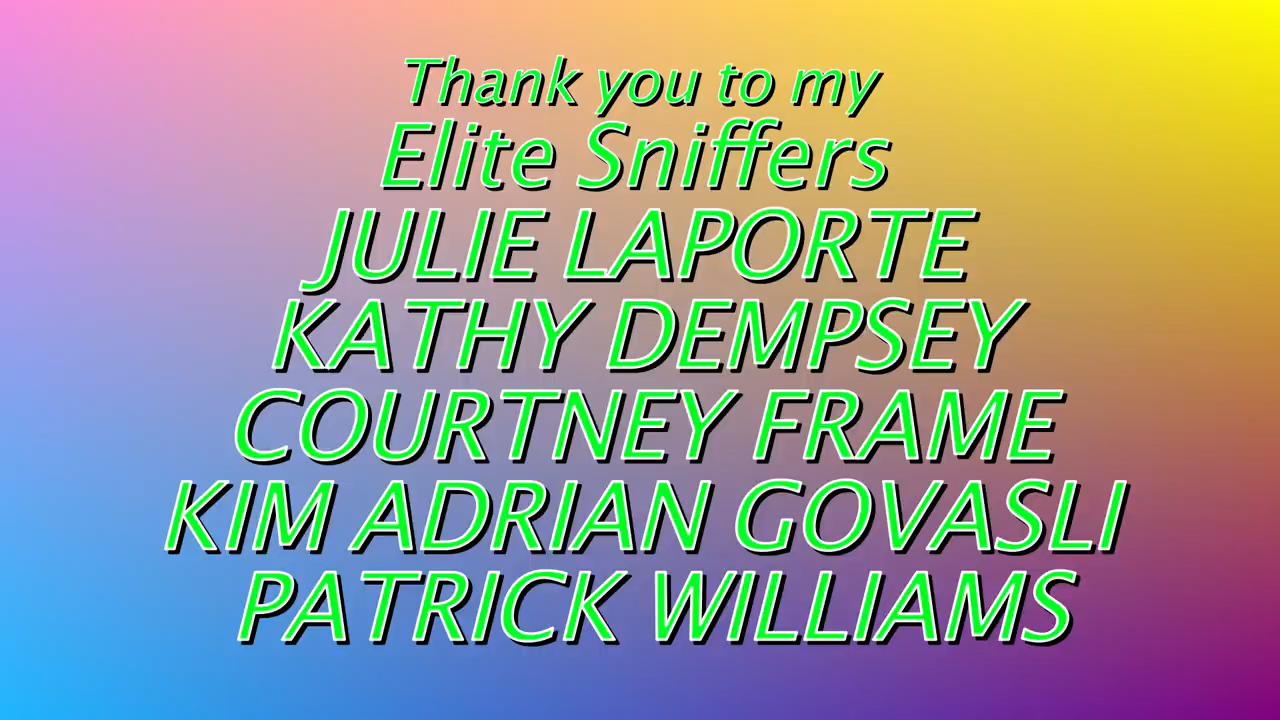 Thank you to my
Elite Sniffers
JULIE LAPORTE
KATHY DEMPSEY
COURTNEY FRAME
KIM ADRIAN GOVASLI
PATRICK WILLIAMS